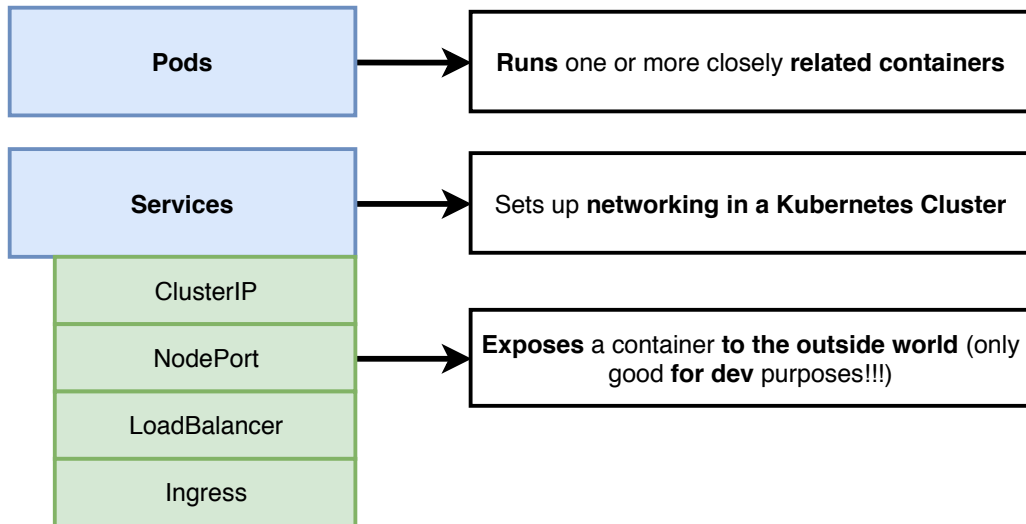 Pods
Runs one or more closely related containers
Services
Sets up networking in a Kubernetes Cluster
ClusterIP
NodePort
Exposes a container to the outside world (only
good for dev purposes!!!)
LoadBalancer
Ingress